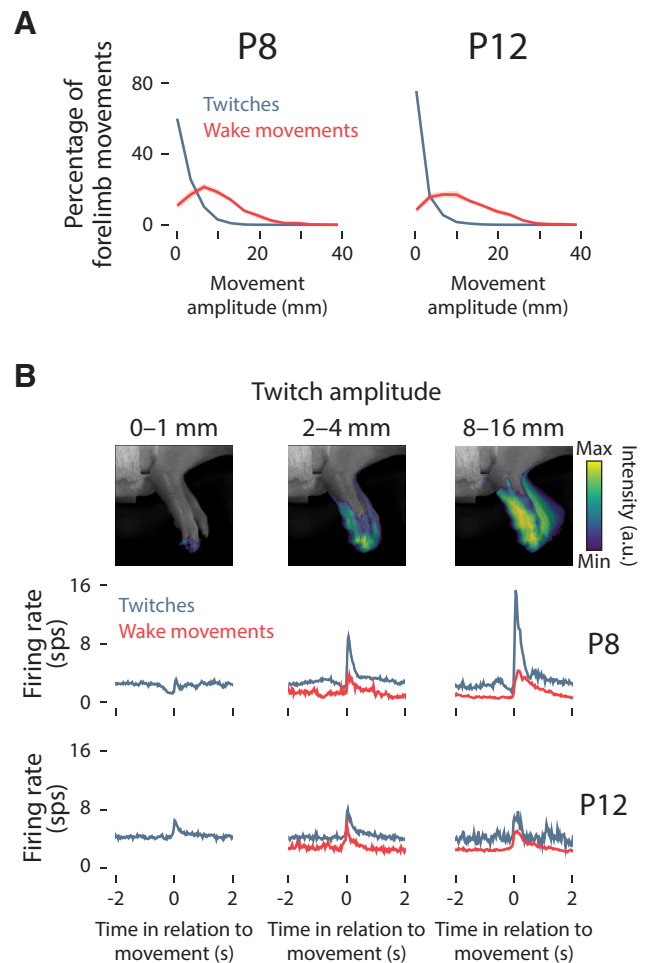 A
P8
P12
Percentage of
forelimb movements
80
40
0
Twitches
Wake movements
0 20 40
0 20 40
Movement
amplitude (mm)
Movement
amplitude (mm)
B
Twitch amplitude
0–1 mm
2–4 mm
8–16 mm
Max
Min
Intensity (a.u.)
Firing rate
(sps)
16
8
0
Twitches
Wake movements
P8
Firing rate
(sps)
16
8
0
P12
-2 0 2
-2 0 2
-2 0 2
Time in relation to
movement (s)
Time in relation to
movement (s)
Time in relation to
movement (s)